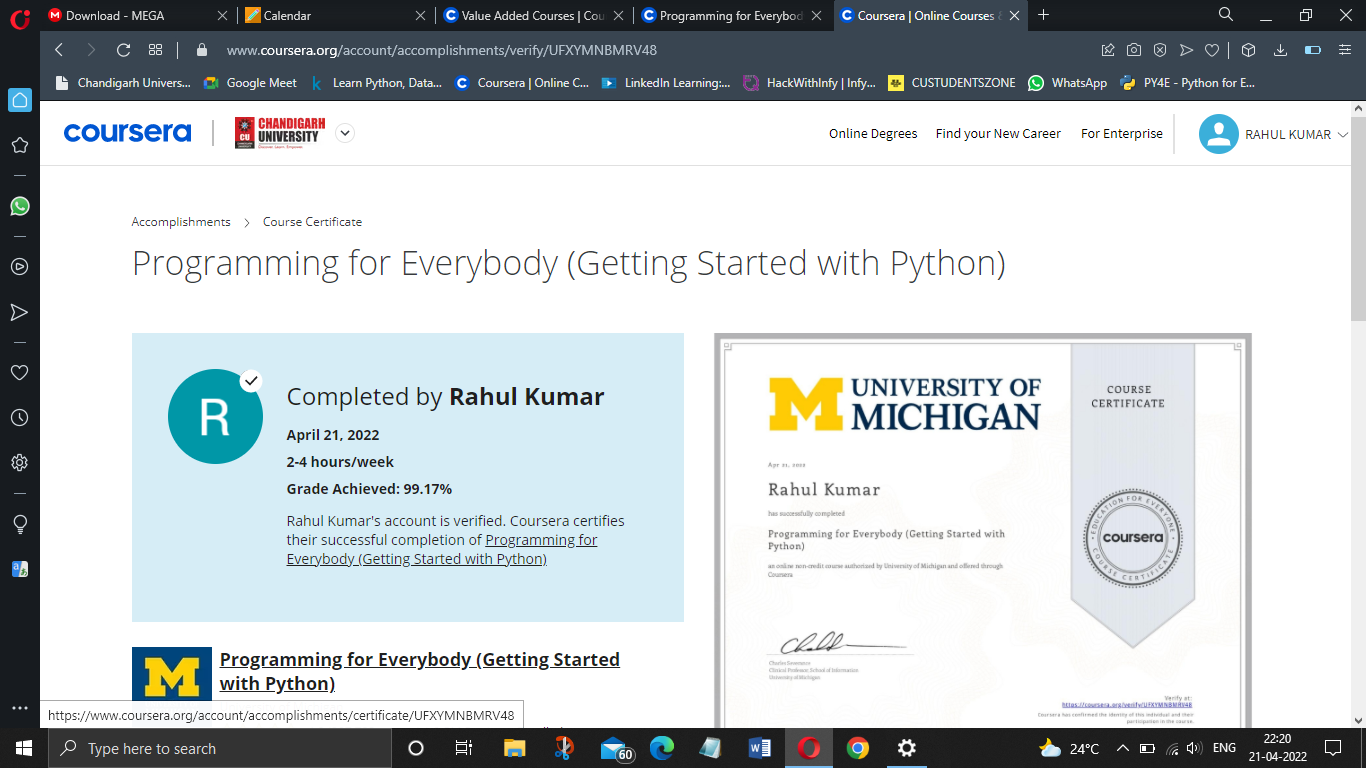 Download - MEGA
Calendar
Value Added Courses | Cou
Programming for Everybod
Coursera | Online Courses &
www.coursera.org/account/accomplishments/verify/UFXYMNBMRV48
Chandigarh Univers...
Google Meet
Learn Python, Data...
Coursera | Online C...
LinkedIn Learning:...
HackWithInfy | Infy...
CUSTUDENTSZONE
WhatsApp
PY4E - Python for E...
coursera
CU
CHANDIGARH
UNIVERSITY
Online Degrees
Find your New Career
For Enterprise
RAHUL KUMAR
Accomplishments > Course Certificate
Programming for Everybody (Getting Started with Python)
R
Completed by Rahul Kumar
April 21, 2022
2-4 hours/week
Grade Achieved: 99.17%
Rahul Kumar's account is verified. Coursera certifies
their successful completion of Programming for
Everybody (Getting Started with Python)
M
Programming for Everybody (Getting Started
with Python)
M UNIVERSITY OF
MICHIGAN
COURSE
CERTIFICATE
Apr 21, 2022
Rahul Kumar
has successfully completed
Programming for Everybody (Getting Started with
Python)
an online non-credit course authorized by University of Michigan and offered through
Coursera
EDUCATION FOR EVERYONE
coursera
COURSE CERTIFICATE
Charles Severance
Clinical Professor, School of Information
University of Michigan
Verify at:
https://coursera.org/verify/UFXYMNBMRV48
Coursera has confirmed the identity of this individual and their
participation in the course.
https://www.coursera.org/account/accomplishments/certificate/UFXYMNBMRV48
Type here to search
60
24°C
ENG
22:20
21-04-2022